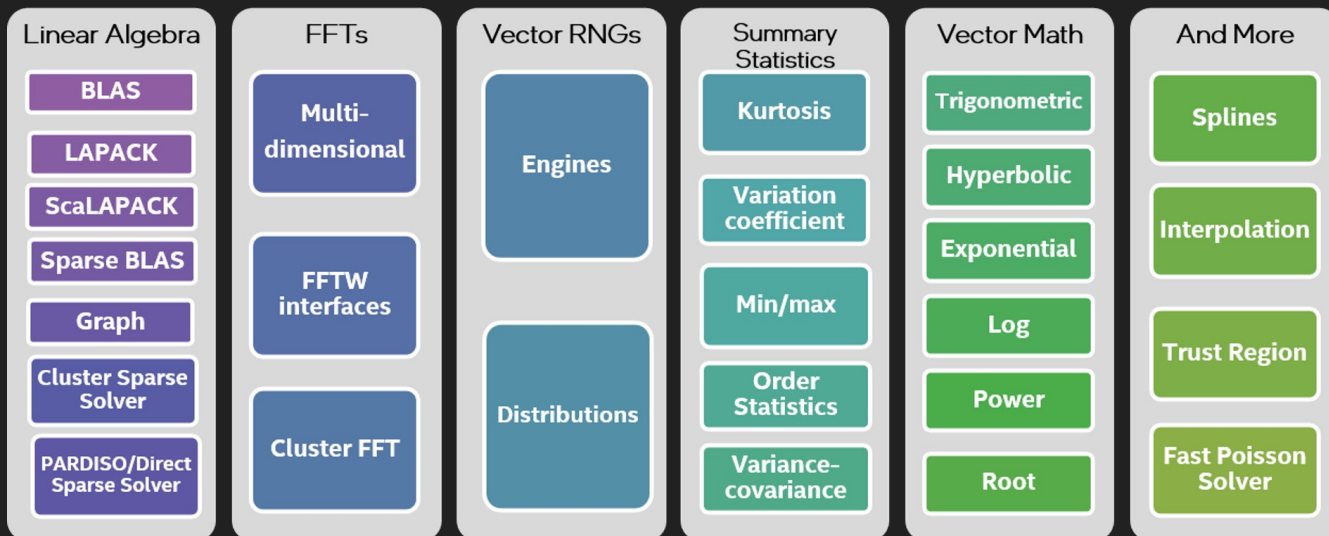 Linear Algebra
BLAS
LAPACK
ScaLAPACK
Sparse BLAS
Graph
Cluster Sparse
Solver
PARDISO/Direct
Sparse Solver
FFTs
Multi-
dimensional
FFTW
interfaces
Cluster FFT
Vector RNGs
Engines
Distributions
Summary
Statistics
Kurtosis
Variation
coefficient
Min/max
Order
Statistics
Variance-
covariance
Vector Math
Trigonometric
Hyperbolic
Exponential
Log
Power
Root
And More
Splines
Interpolation
Trust Region
Fast Poisson
Solver